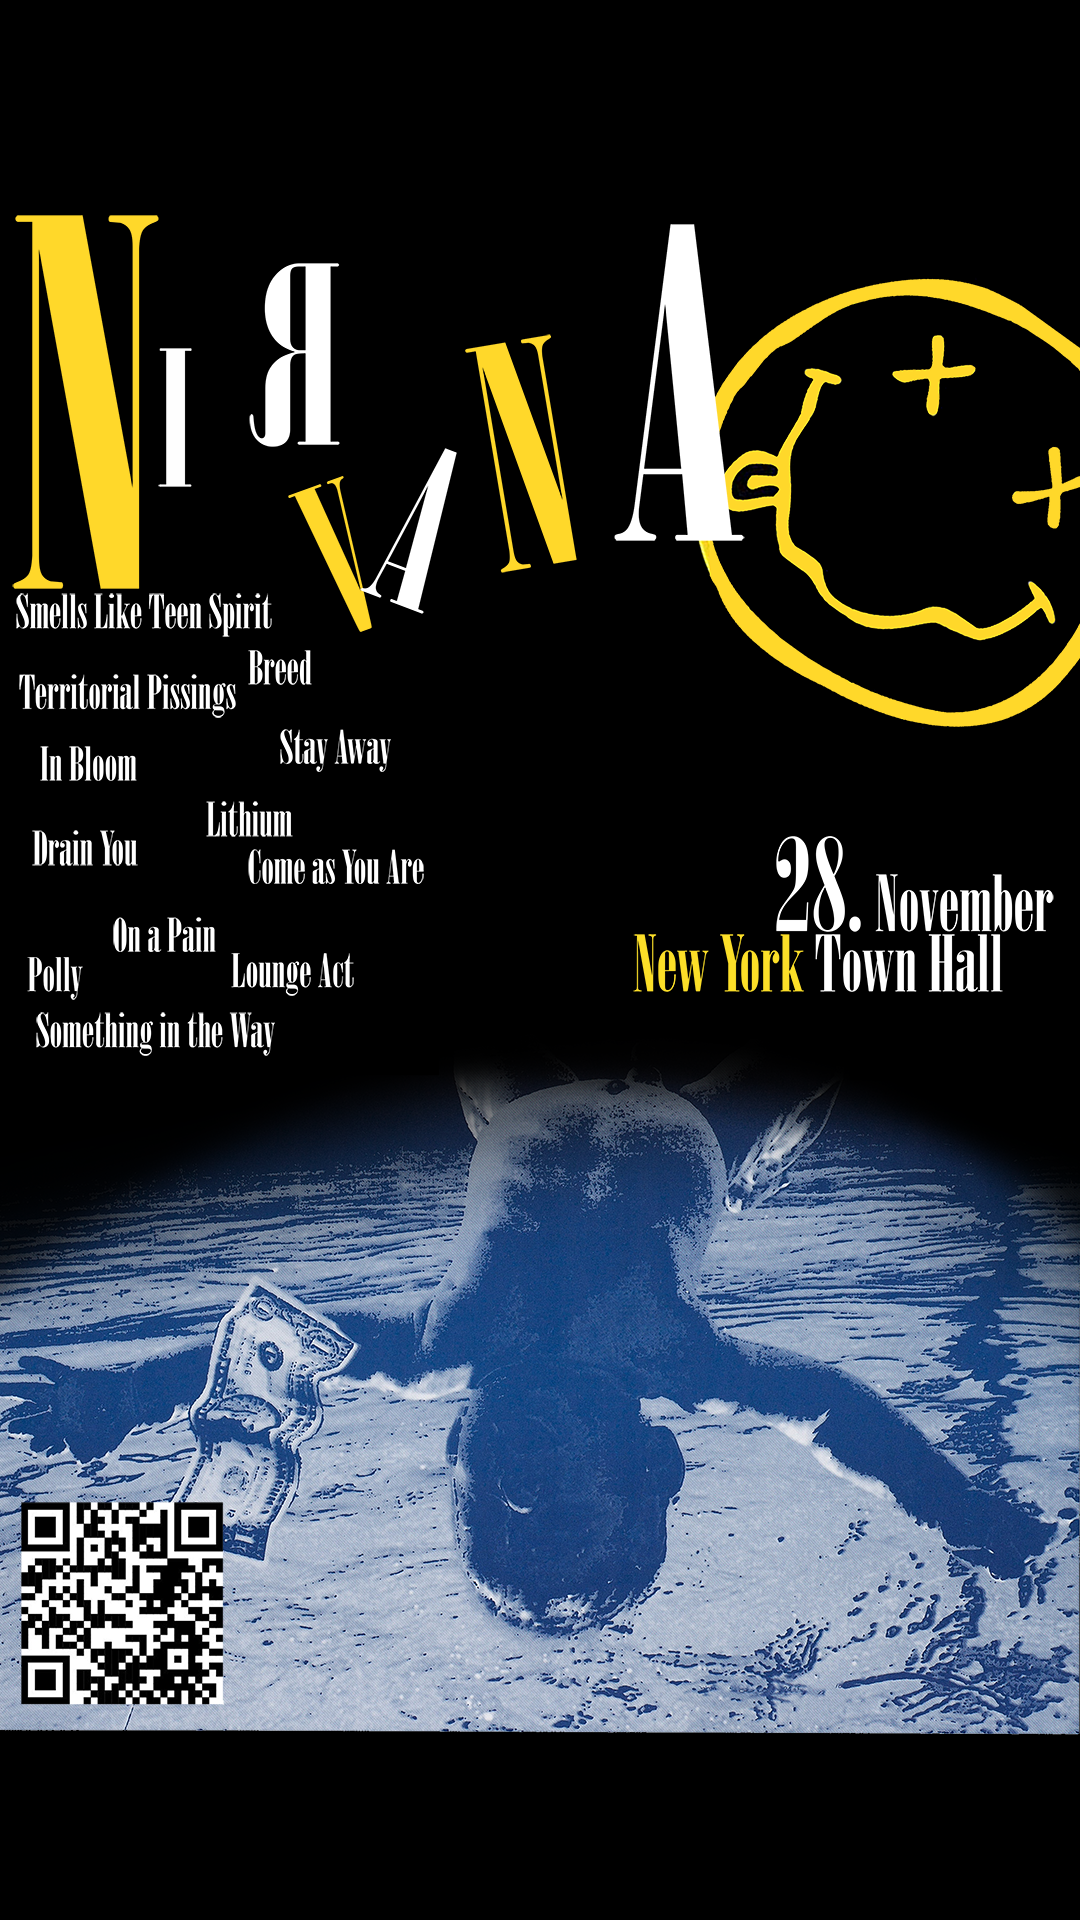 NIRVANA
Smells Like Teen Spirit
Breed
Territorial Pissings
Stay Away
In Bloom
Lithium
Drain You
Come as You Are
On a Pain
Polly
Lounge Act
Something in the Way
28. November
New York Town Hall